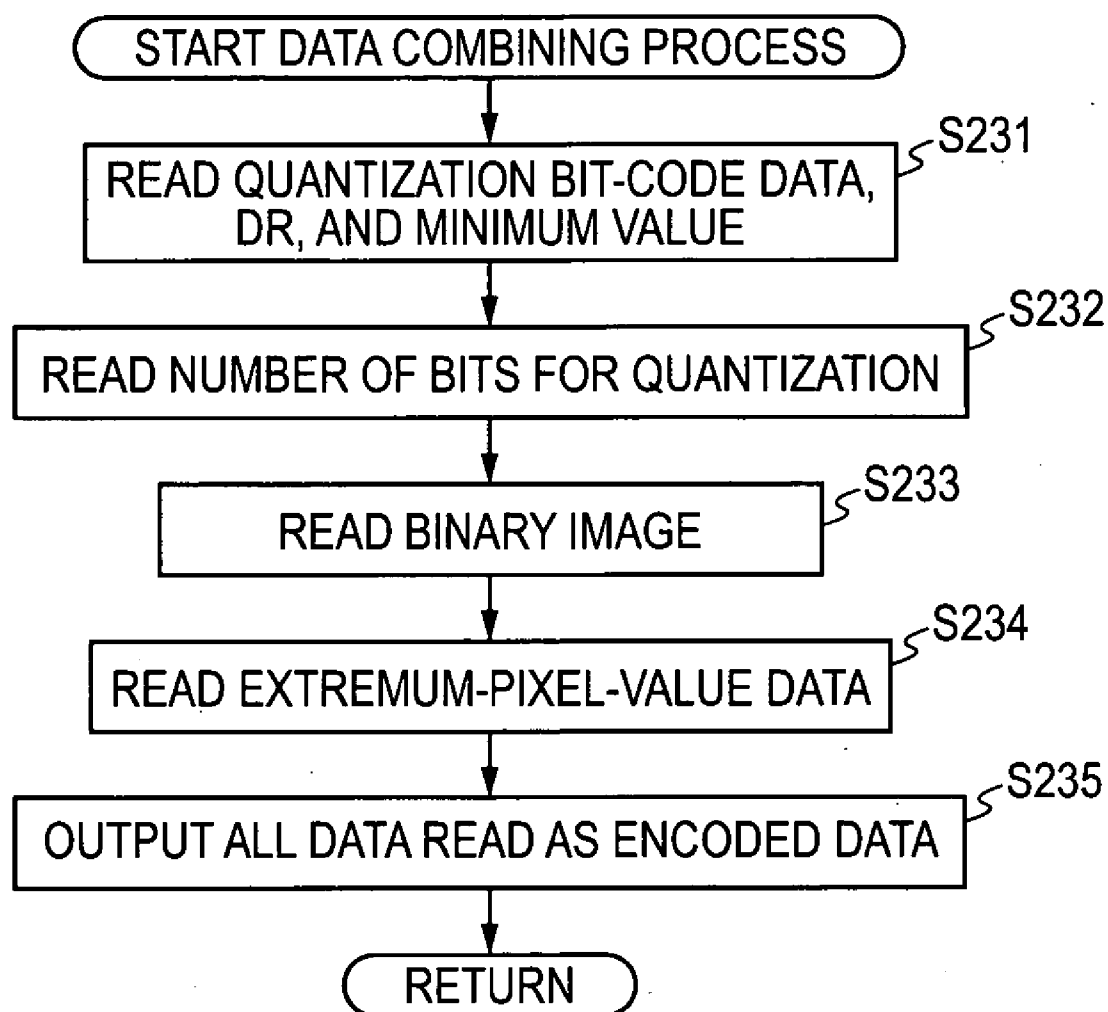 START DATA COMBINING PROCESS
S231
READ QUANTIZATION BIT-CODE DATA,
DR, AND MINIMUM VALUE
S232
READ NUMBER OF BITS FOR QUANTIZATION
S233
READ BINARY IMAGE
S234
READ EXTREMUM-PIXEL-VALUE DATA
S235
OUTPUT ALL DATA READ AS ENCODED DATA
RETURN